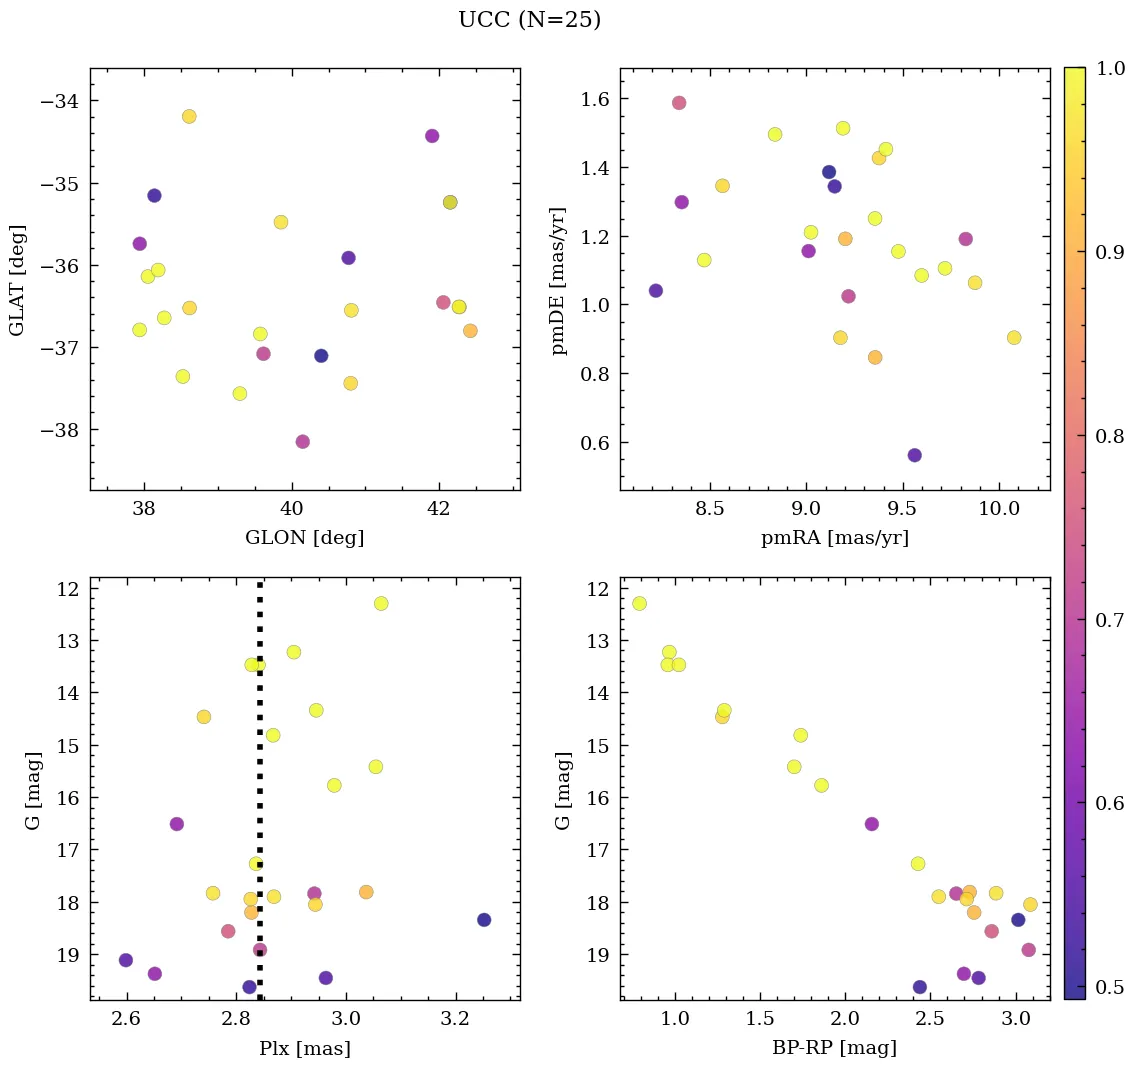 UCC (N=25)
−34
−35
−36
−37
−38
GLAT [deg]
38 40 42
GLON [deg]
1.6
1.4
1.2
1.0
0.8
0.6
pmDE [mas/yr]
8.5 9.0 9.5 10.0
pmRA [mas/yr]
12
13
14
15
16
17
18
19
G [mag]
2.6 2.8 3.0 3.2
Plx [mas]
12
13
14
15
16
17
18
19
G [mag]
1.0 1.5 2.0 2.5 3.0
BP-RP [mag]
1.0
0.9
0.8
0.7
0.6
0.5